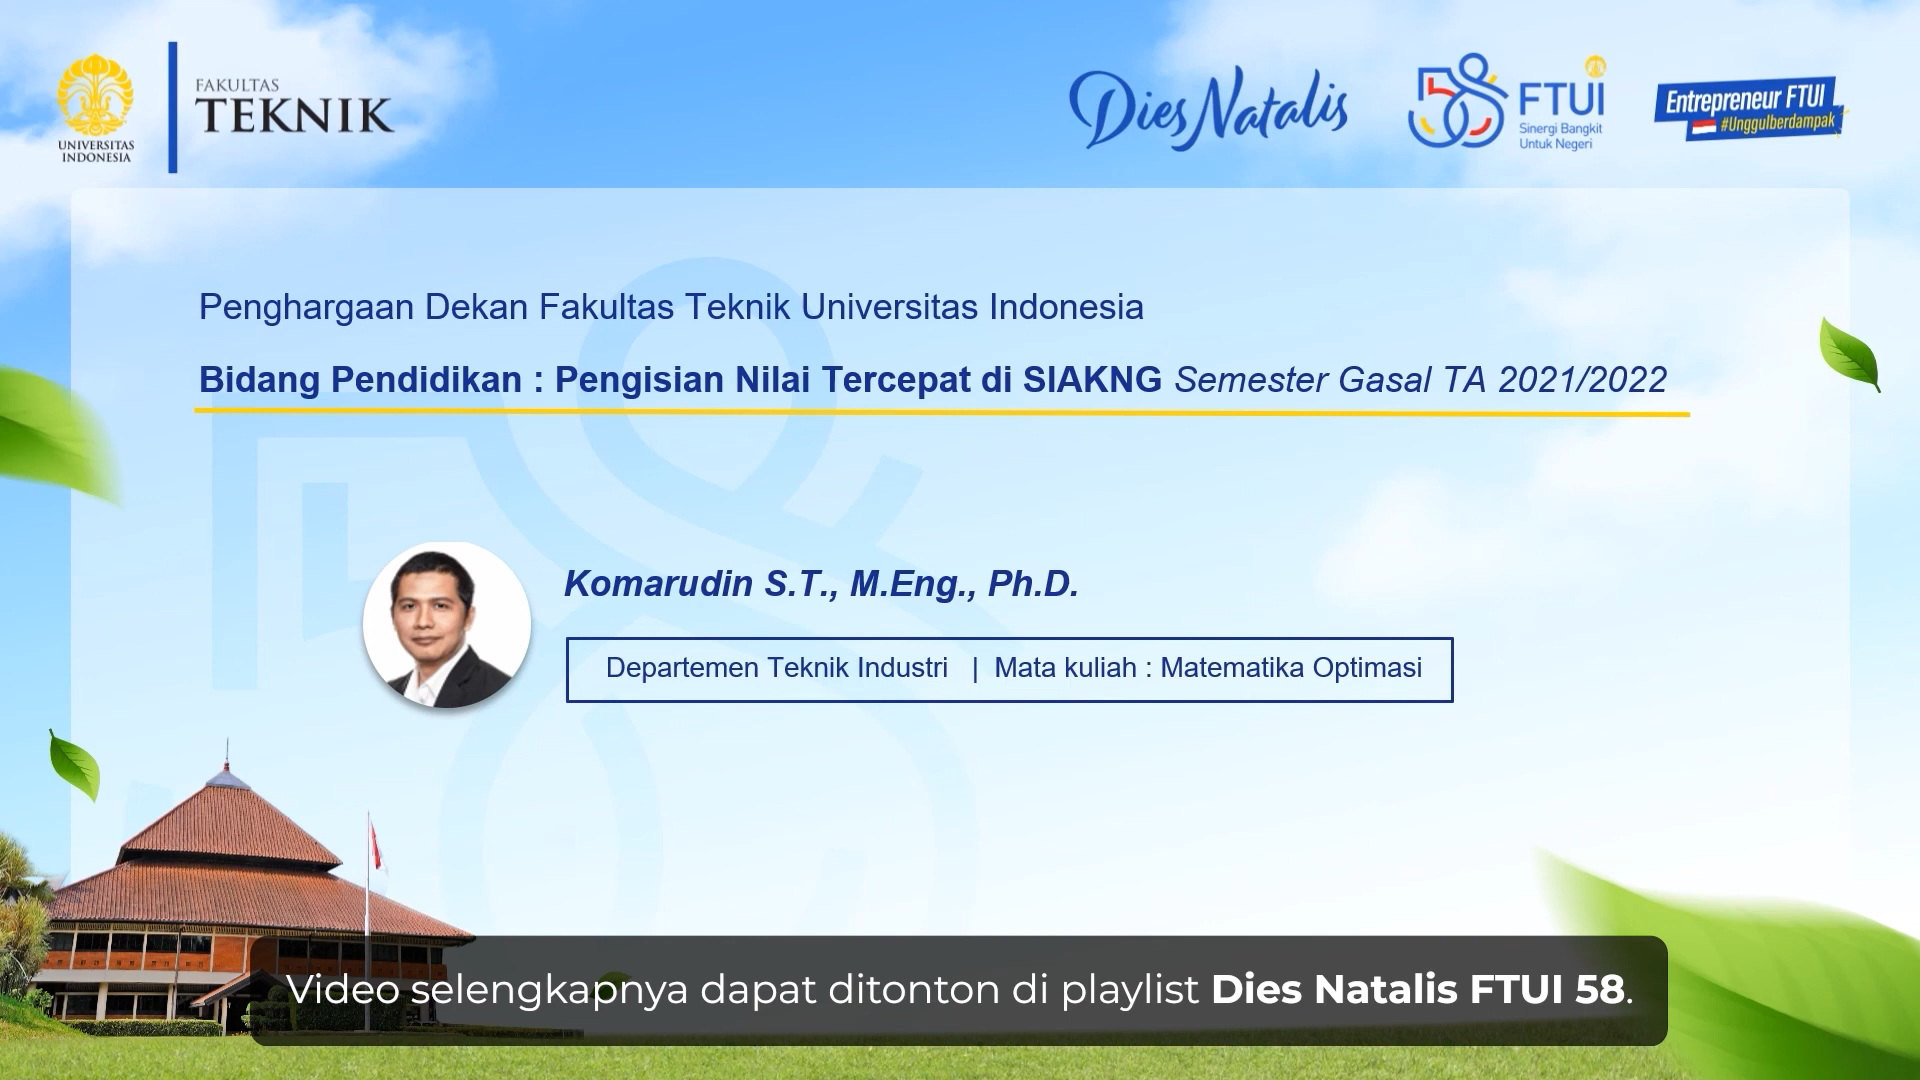 UNIVERSITAS
INDONESIA
FAKULTAS
TEKNIK
Dies Natalis
58
FTUI
Sinergi Bangkit
Untuk Negeri
Entrepreneur FTUI
#Unggulberdampak
Penghargaan Dekan Fakultas Teknik Universitas Indonesia
Bidang Pendidikan : Pengisian Nilai Tercepat di SIAKNG Semester Gasal TA 2021/2022
Komarudin S.T., M.Eng., Ph.D.
Departemen Teknik Industri | Mata kuliah : Matematika Optimasi
Video selengkapnya dapat ditonton di playlist Dies Natalis FTUI 58.